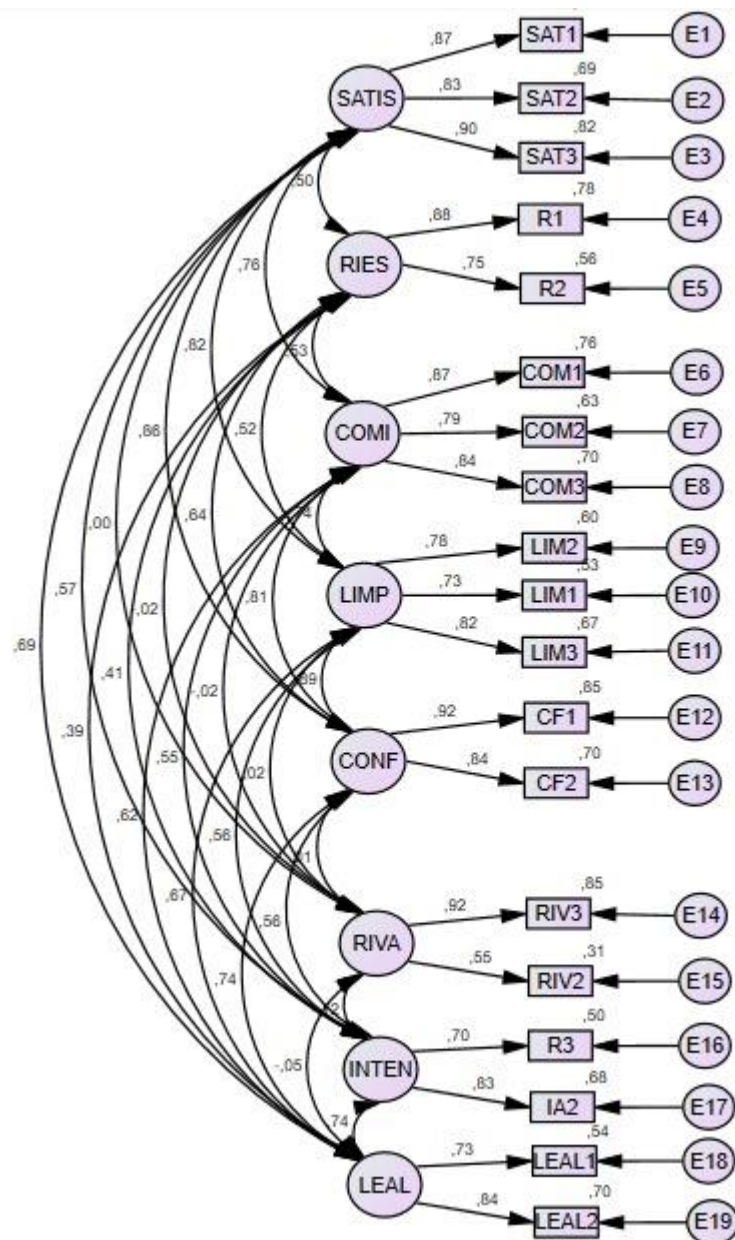 ,87 SAT1 E1
,69
SATIS ,83 SAT2 E2
,82
,90 SAT3 E3
,50 ,78
,88 R1 E4
RIES ,56
,76 ,75 R2 E5
,53 ,76
,82 ,87 COM1 E6
,63
,86 ,52 COMI ,79 COM2 E7
,70
,84 COM3 E8
,60
,00 ,64 ,78 LIM2 E9
,57 ,81 LIMP ,73 LIM1 E10
,67
,69 -,02 ,82 LIM3 E11
,41 -,02 ,89 ,85
,92 CF1 E12
,39 ,55 ,02 CONF ,70
,84 CF2 E13
,62 ,56
,67 ,56 ,85
,92 RIV3 E14
,74 RIVA ,31
,55 RIV2 E15
,50
-,05 ,70 R3 E16
INTEN ,68
,83 IA2 E17
,74 ,54
,73 LEAL1 E18
LEAL ,70
,84 LEAL2 E19